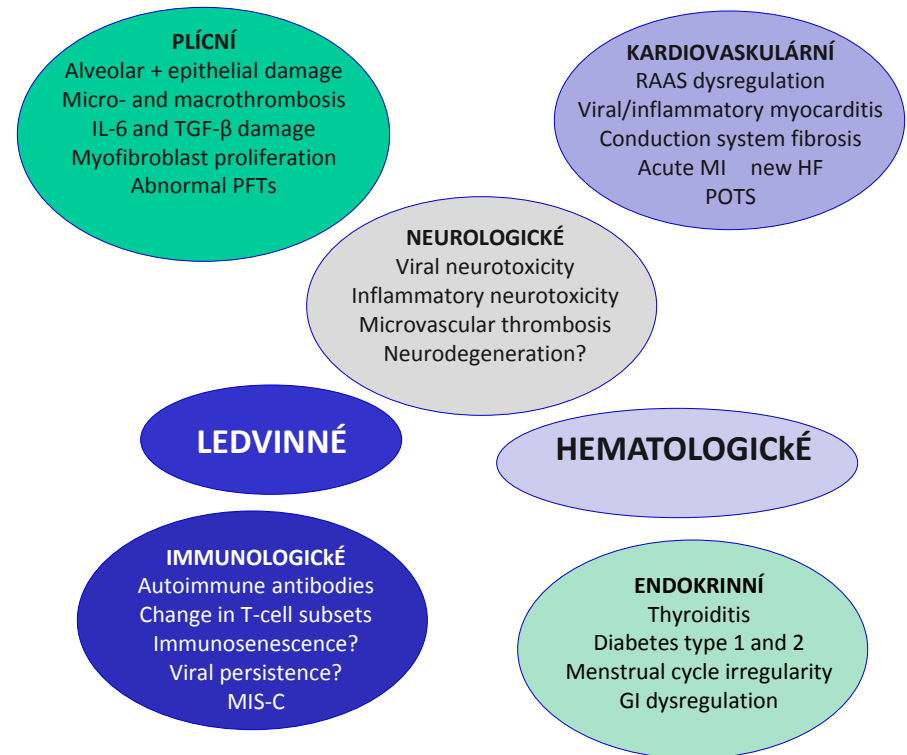 PLÍCNÍ
Alveolar + epithelial damage
Micro- and macrothrombosis
IL-6 and TGF-β damage
Myofibroblast proliferation
Abnormal PFTs
KARDIOVASKULÁRNÍ
RAAS dysregulation
Viral/inflammatory myocarditis
Conduction system fibrosis
Acute MI new HF
POTS
NEUROLOGICKÉ
Viral neurotoxicity
Inflammatory neurotoxicity
Microvascular thrombosis
Neurodegeneration?
LEDVINNÉ
HEMATOLOGICkÉ
IMMUNOLOGICkÉ
Autoimmune antibodies
Change in T-cell subsets
Immunosenescence?
Viral persistence?
MIS-C
ENDOKRINNÍ
Thyroiditis
Diabetes type 1 and 2
Menstrual cycle irregularity
GI dysregulation